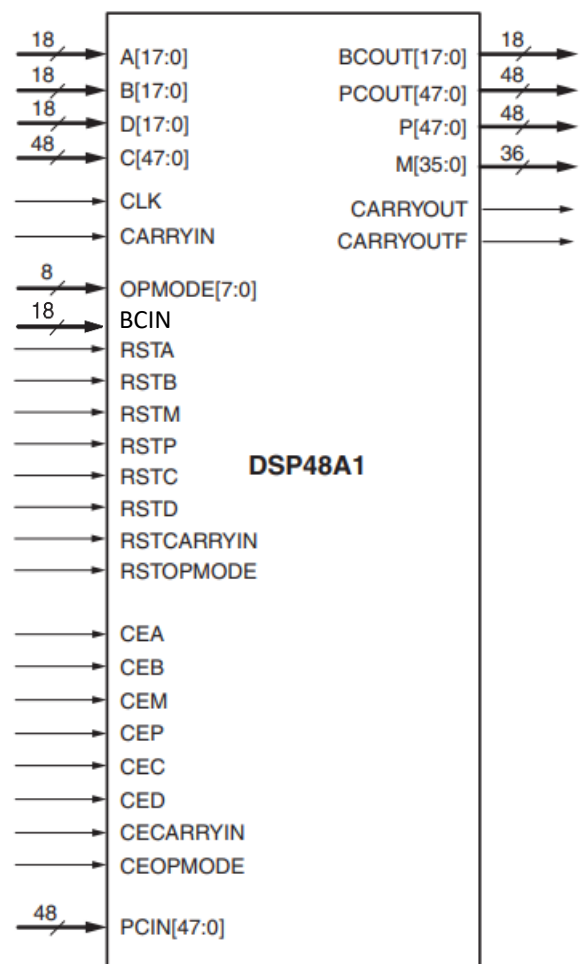 18 A[17:0] BCOUT[17:0] 18
18 B[17:0] PCOUT[47:0] 48
18 D[17:0] P[47:0] 48
48 C[47:0] M[35:0] 36
CLK CARRYOUT
CARRYIN CARRYOUTF
8 OPMODE[7:0]
18 BCIN
RSTA
RSTB
RSTM
RSTP
DSP48A1
RSTC
RSTD
RSTCARRYIN
RSTOPMODE
CEA
CEB
CEM
CEP
CEC
CED
CECARRYIN
CEOPMODE
48 PCIN[47:0]